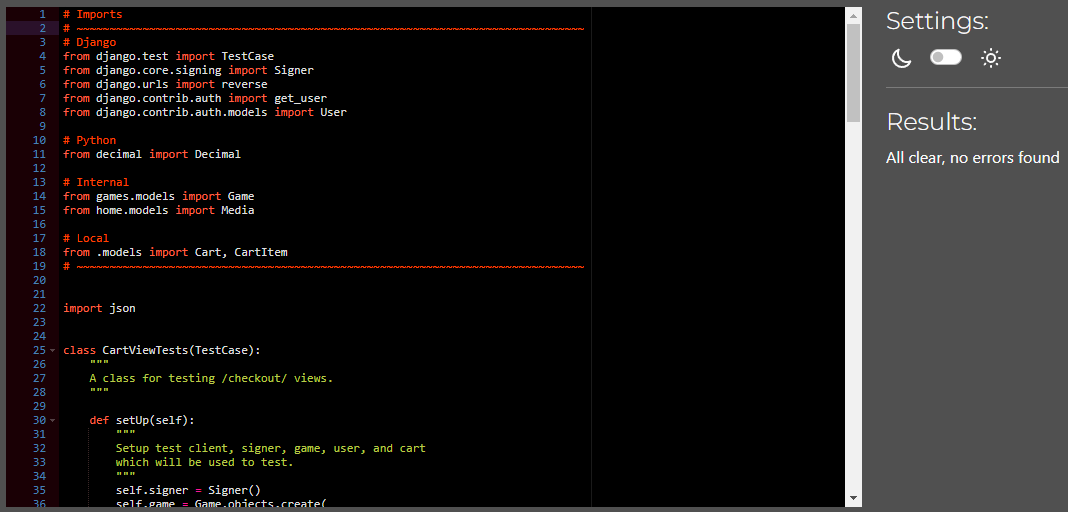 1 # Imports
2 # ~~~~~~~~~~~~~~~~~~~~~~~~~~~~~~~~~~~~~~~~~~~~~~~~~~~~~~~~~~~~~~~~~~~~~~~~~~~~~
3 # Django
4 from django.test import TestCase
5 from django.core.signing import Signer
6 from django.urls import reverse
7 from django.contrib.auth import get_user
8 from django.contrib.auth.models import User
9
10 # Python
11 from decimal import Decimal
12
13 # Internal
14 from games.models import Game
15 from home.models import Media
16
17 # Local
18 from .models import Cart, CartItem
19 # ~~~~~~~~~~~~~~~~~~~~~~~~~~~~~~~~~~~~~~~~~~~~~~~~~~~~~~~~~~~~~~~~~~~~~~~~~~~~~
20
21
22 import json
23
24
25 class CartViewTests(TestCase):
26     """
27     A class for testing /checkout/ views.
28     """
29
30     def setUp(self):
31         """
32         Setup test client, signer, game, user, and cart
33         which will be used to test.
34         """
35         self.signer = Signer()
36         self.game = Game.objects.create(
Settings:
Results:
All clear, no errors found